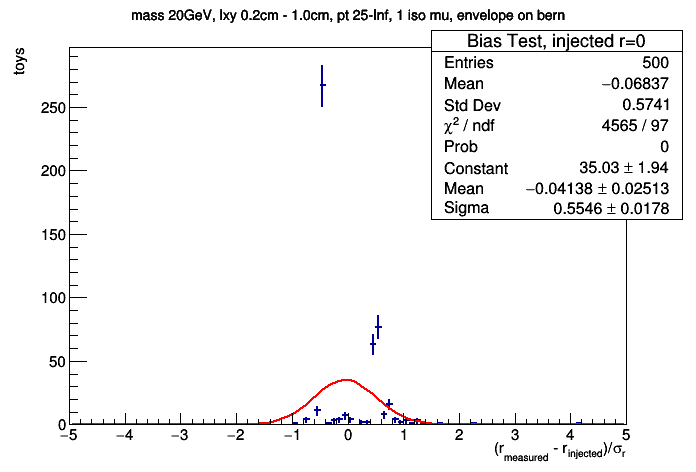 mass 20GeV, lxy 0.2cm - 1.0cm, pt 25-Inf, 1 iso mu, envelope on bern
toys
Bias Test, injected r=0
Entries 500
Mean −0.06837
Std Dev 0.5741
χ² / ndf 4565 / 97
Prob 0
Constant 35.03 ± 1.94
Mean −0.04138 ± 0.02513
Sigma 0.5546 ± 0.0178
250
200
150
100
50
0
−5 −4 −3 −2 −1 0 1 2 3 4 5
(r_measured - r_injected)/σ_r